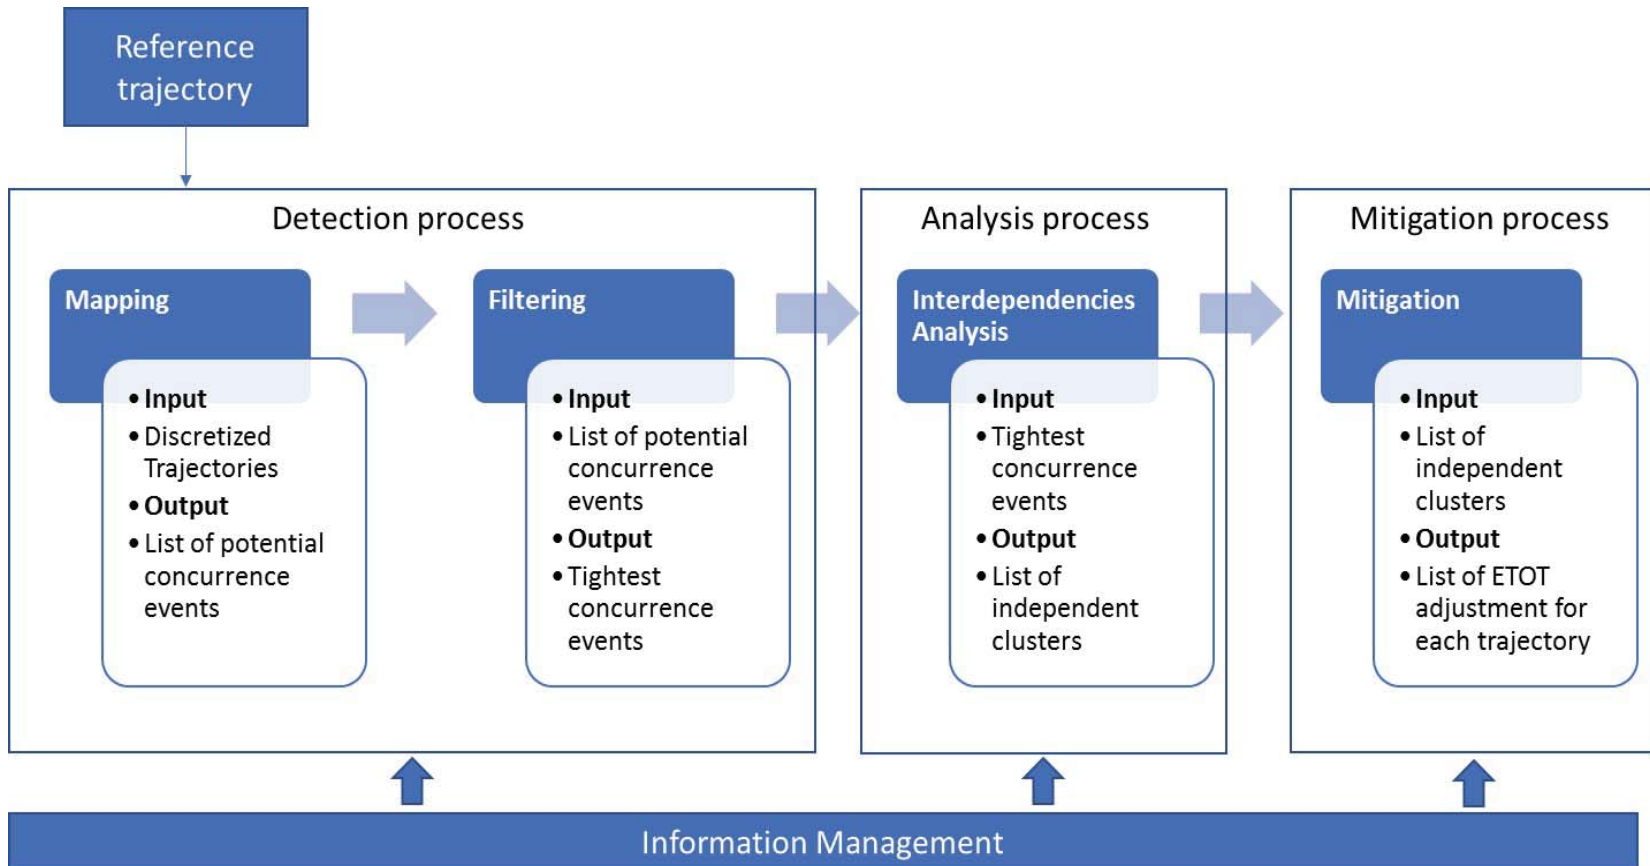 Reference
trajectory
Detection process
Mapping
• Input
• Discretized
Trajectories
• Output
• List of potential
concurrence
events
Filtering
• Input
• List of potential
concurrence
events
• Output
• Tightest
concurrence
events
Analysis process
Interdependencies
Analysis
• Input
• Tightest
concurrence
events
• Output
• List of
independent
clusters
Mitigation process
Mitigation
• Input
• List of
independent
clusters
• Output
• List of ETOT
adjustment for
each trajectory
Information Management